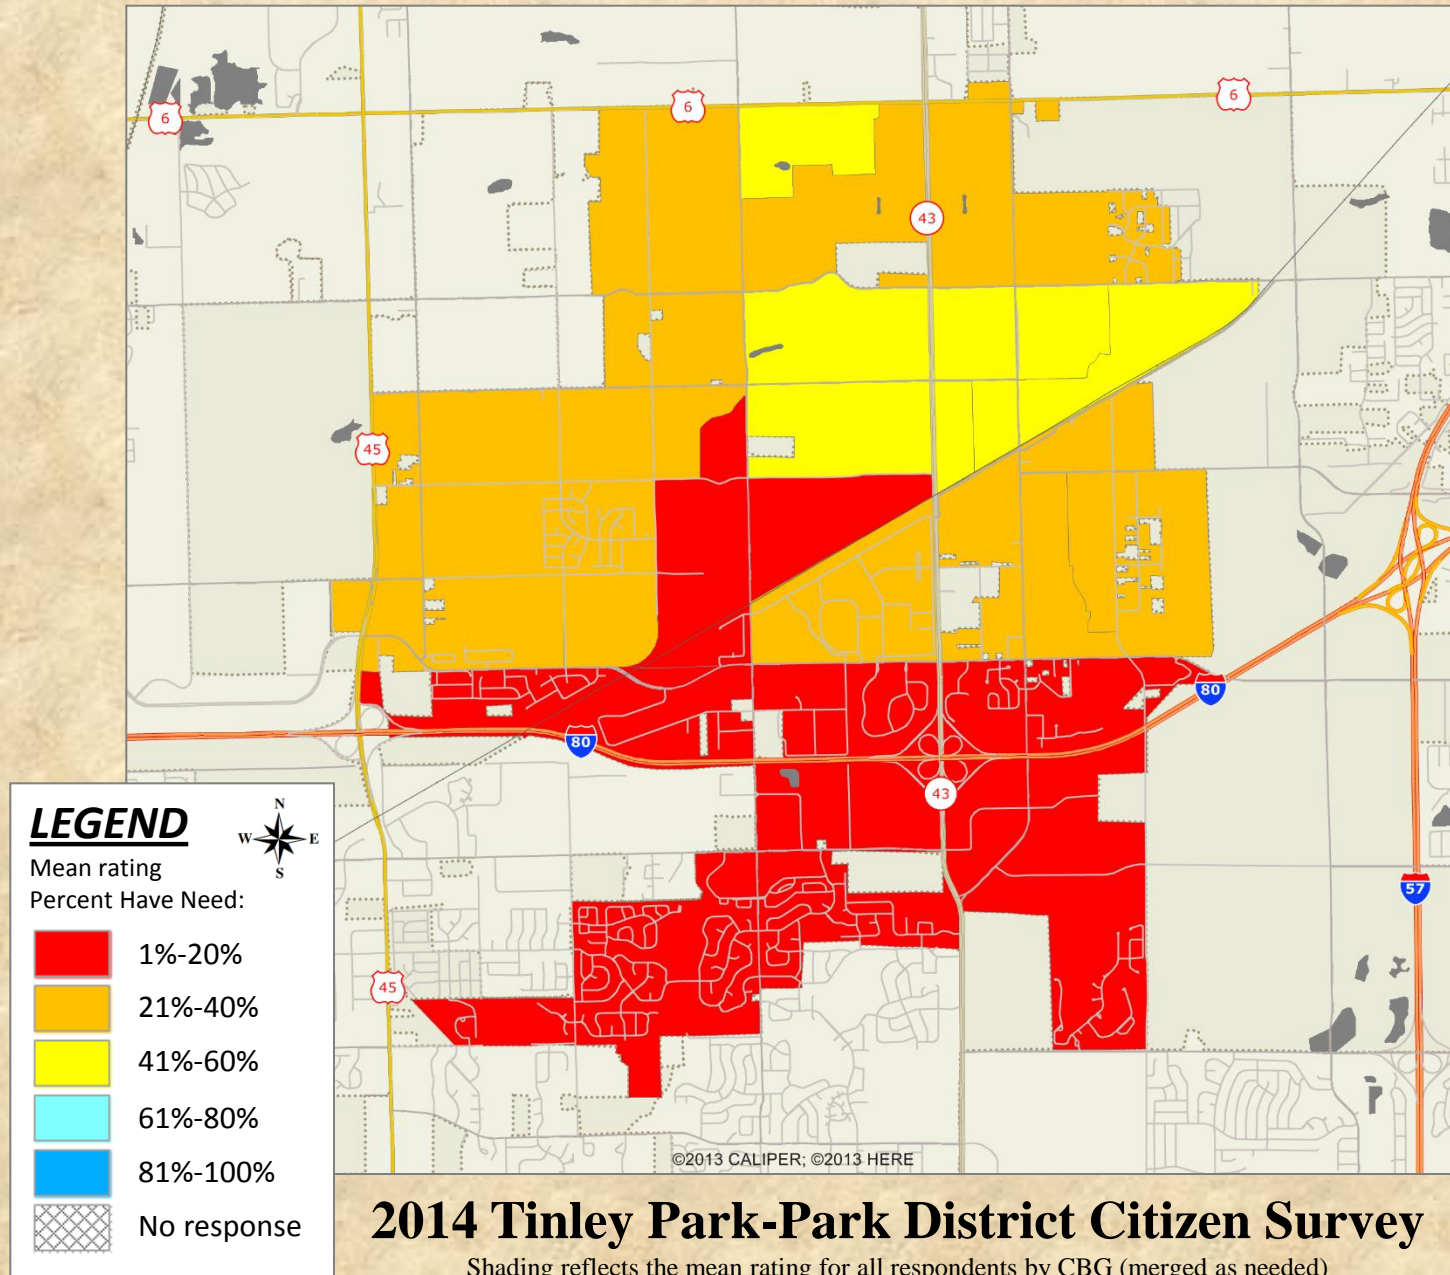 6
6
6
43
45
80
80
43
57
45
LEGEND
N
W E
S
Mean rating
Percent Have Need:
1%-20%
21%-40%
41%-60%
61%-80%
81%-100%
No response
©2013 CALIPER; ©2013 HERE
2014 Tinley Park-Park District Citizen Survey
Shading reflects the mean rating for all respondents by CBG (merged as needed)